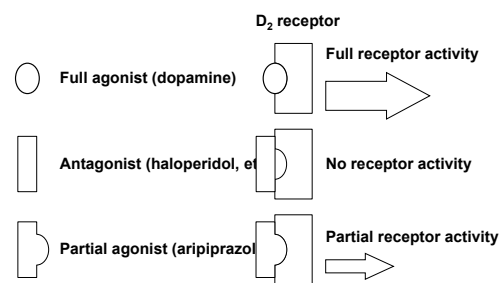 D2 receptor
Full receptor activity
Full agonist (dopamine)
Antagonist (haloperidol, et
No receptor activity
Partial receptor activity
Partial agonist (aripiprazol